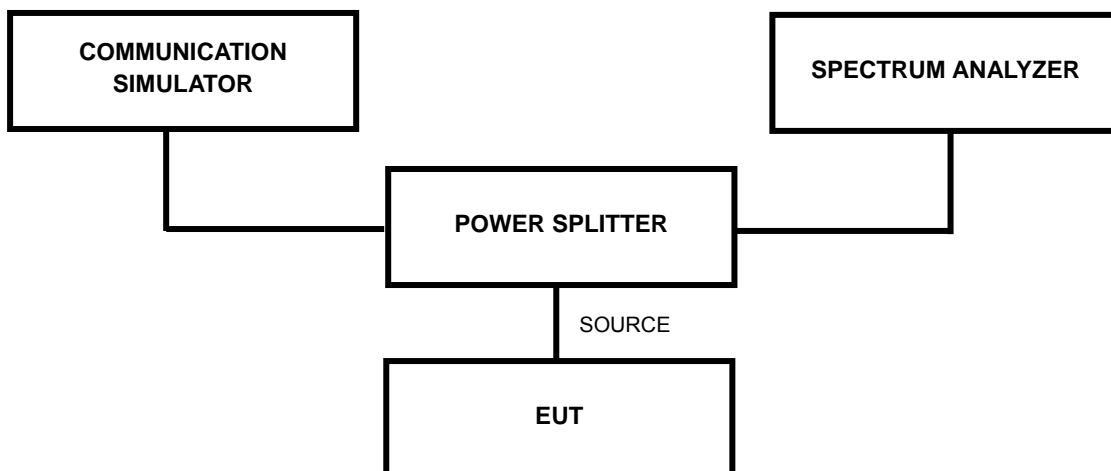 COMMUNICATION
SIMULATOR
SPECTRUM ANALYZER
POWER SPLITTER
SOURCE
EUT